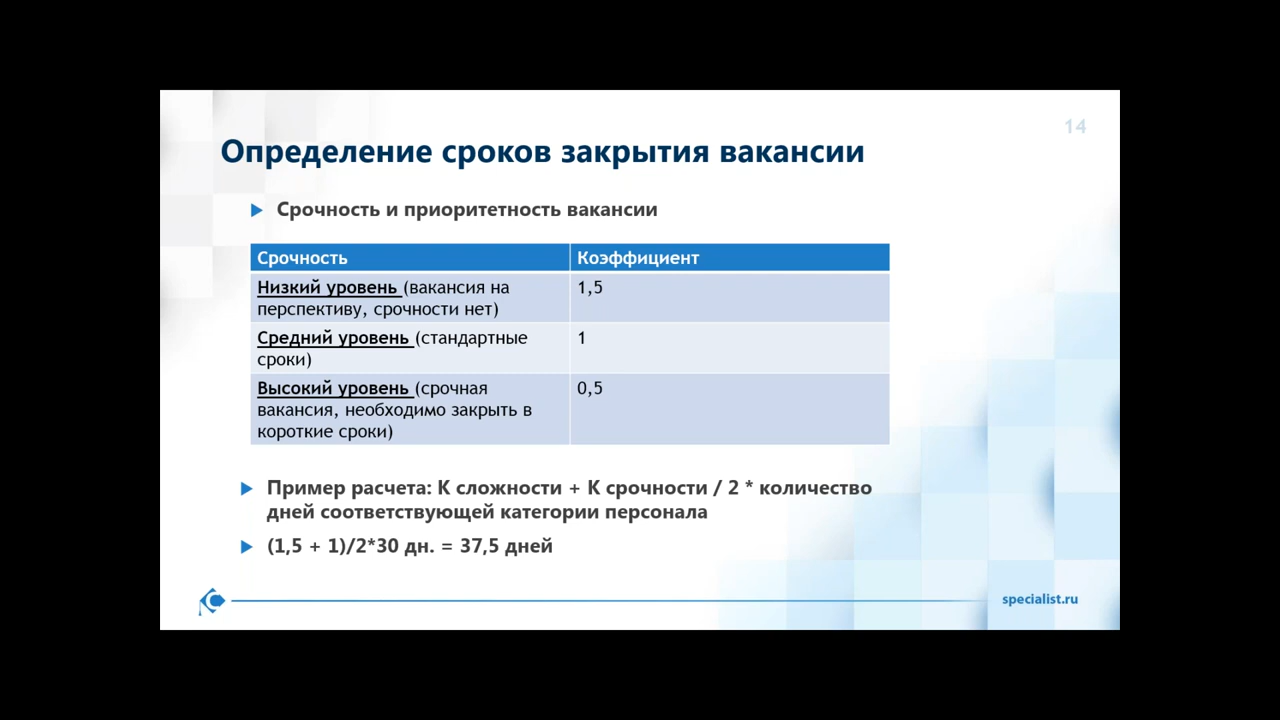 14
Определение сроков закрытия вакансии
Срочность и приоритетность вакансии
Срочность Коэффициент
Низкий уровень (вакансия на 1,5
перспективу, срочности нет)
Средний уровень (стандартные 1
сроки)
Высокий уровень (срочная 0,5
вакансия, необходимо закрыть в
короткие сроки)
Пример расчета: К сложности + К срочности / 2 * количество
дней соответствующей категории персонала
(1,5 + 1)/2*30 дн. = 37,5 дней
specialist.ru